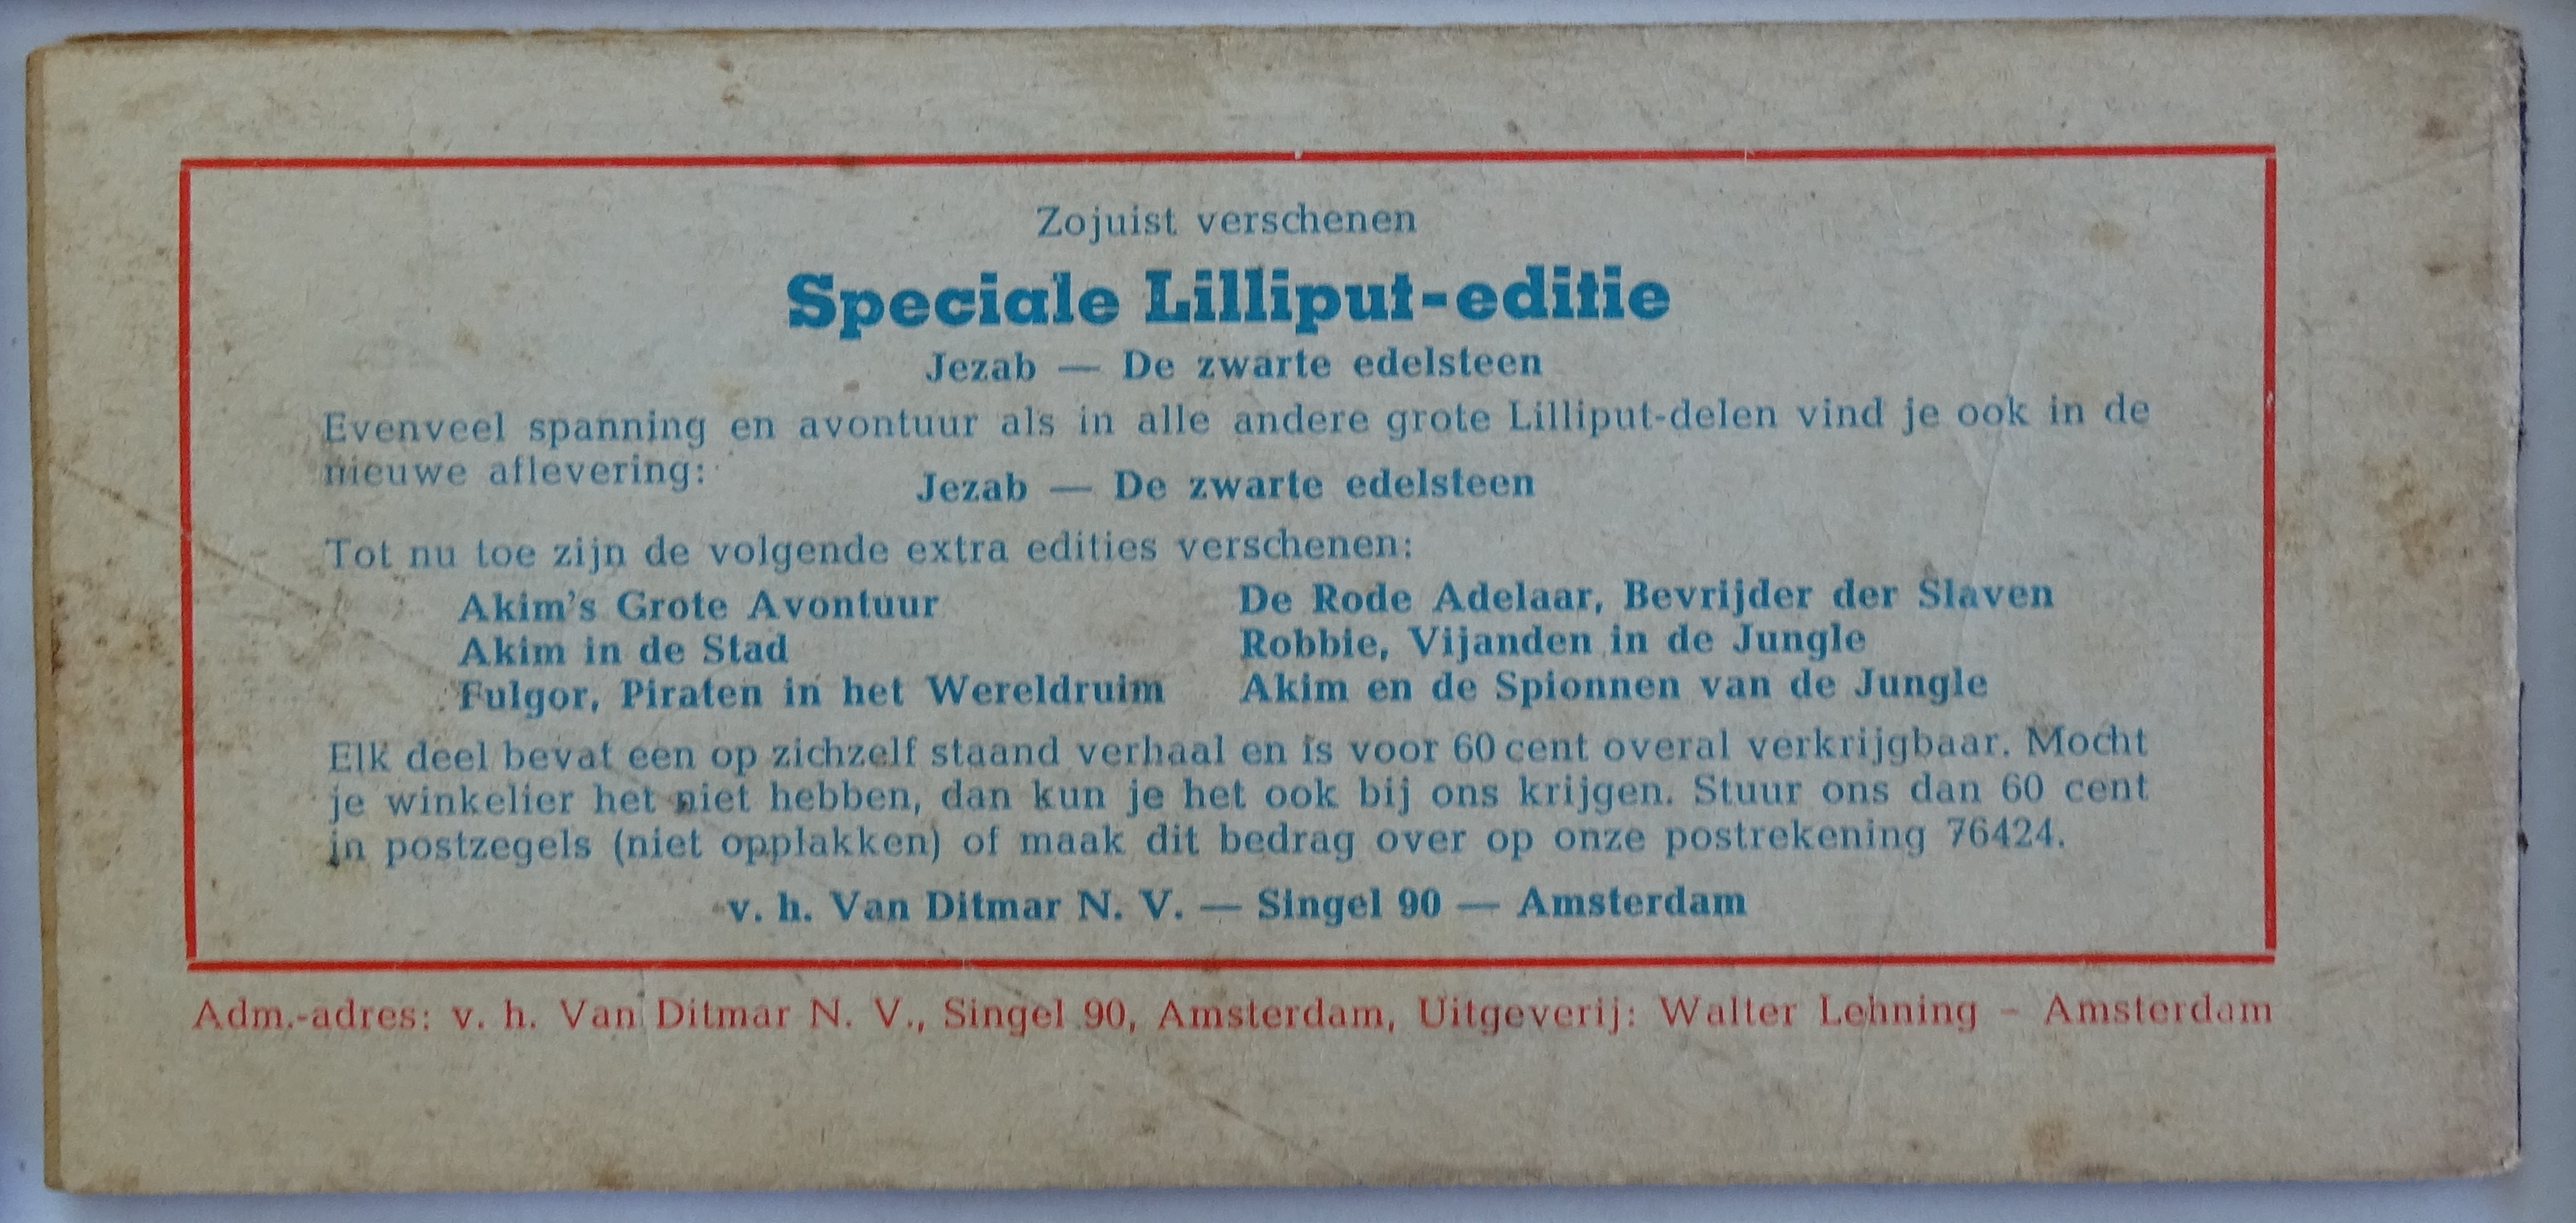 Zojuist verschenen
Speciale Lilliput-editie
Jezab — De zwarte edelsteen
Evenveel spanning en avontuur als in alle andere grote Lilliput-delen vind je ook in de
nieuwe aflevering:
Jezab — De zwarte edelsteen
Tot nu toe zijn de volgende extra edities verschenen:
Akim's Grote Avontuur
Akim in de Stad
Fulgor, Piraten in het Wereldruim
De Rode Adelaar, Bevrijder der Slaven
Robbie, Vijanden in de Jungle
Akim en de Spionnen van de Jungle
Elk deel bevat een op zichzelf staand verhaal en is voor 60 cent overal verkrijgbaar. Mocht
je winkelier het niet hebben, dan kun je het ook bij ons krijgen. Stuur ons dan 60 cent
in postzegels (niet opplakken) of maak dit bedrag over op onze postrekening 76424.
v. h. Van Ditmar N. V. — Singel 90 — Amsterdam
Adm.-adres: v. h. Van Ditmar N. V., Singel 90, Amsterdam, Uitgeverij: Walter Lehning – Amsterdam